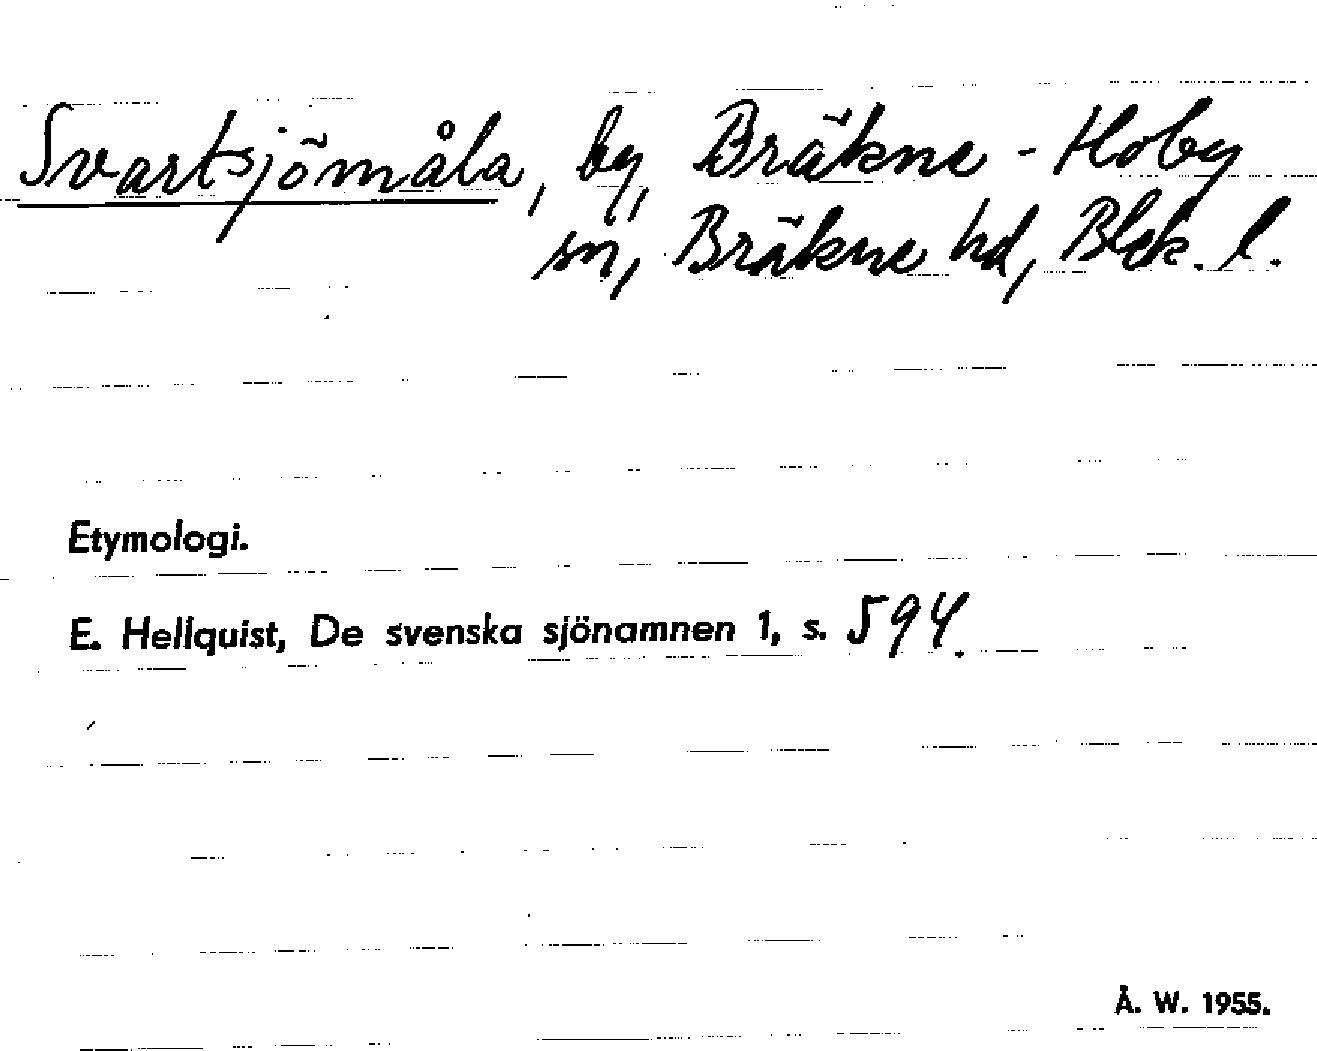 Svartsjömåla, by, Bräkne-Hoby
sn, Bräkne hd, Blek. l.
Etymologi.
E. Hellquist, De svenska sjönamnen 1, s. 594.
Å. W. 1955.